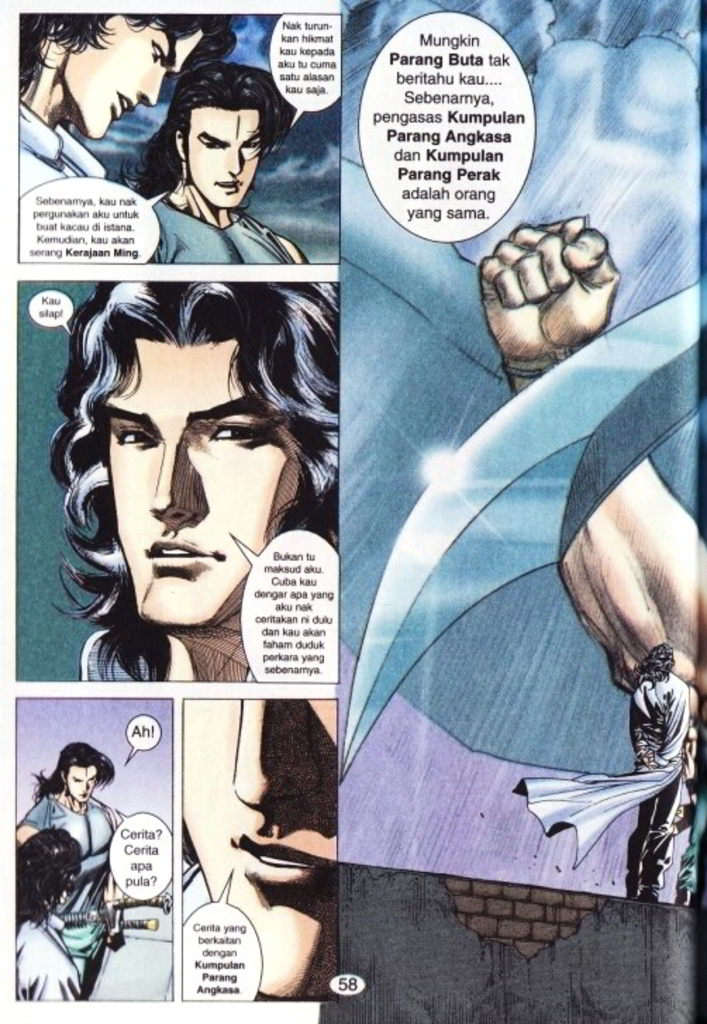 Nak turun-
kan hikmat
kau kepada
aku tu cuma
satu alasan
kau saja.
Sebenarnya, kau nak
pergunakan aku untuk
buat kacau di istana.
Kemudian, kau akan
serang Kerajaan Ming.
Kau
silap!
Bukan tu
maksud aku.
Cuba kau
dengar apa yang
aku nak
ceritakan ni dulu
dan kau akan
faham duduk
perkara yang
sebenarnya.
Ah!
Cerita?
Cerita
apa
pula?
Cerita yang
berkaitan
dengan
Kumpulan
Parang
Angkasa.
Mungkin
Parang Buta tak
beritahu kau....
Sebenarnya,
pengasas Kumpulan
Parang Angkasa
dan Kumpulan
Parang Perak
adalah orang
yang sama.
58